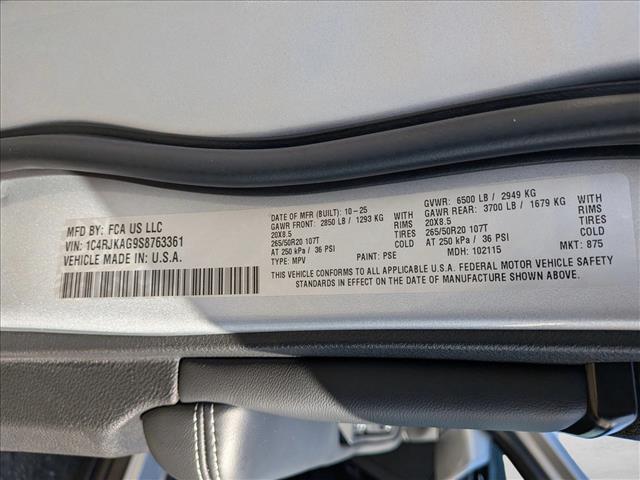 MFD BY: FCA US LLC
VIN: 1C4RJKAG9S8763361
VEHICLE MADE IN: U.S.A.
DATE OF MFR (BUILT): 10-25
GAWR FRONT: 2850 LB / 1293 KG
20X8.5
265/50R20 107T
AT 250 kPa / 36 PSI
TYPE: MPV
PAINT: PSE
WITH
TIRES
RIMS
COLD
GVWR: 6500 LB / 2949 KG
GAWR REAR: 3700 LB / 1679 KG
20X8.5
265/50R20 107T
AT 250 kPa / 36 PSI
MDH: 102115
WITH
TIRES
RIMS
COLD
MKT: 875
THIS VEHICLE CONFORMS TO ALL APPLICABLE U.S.A. FEDERAL MOTOR VEHICLE SAFETY
STANDARDS IN EFFECT ON THE DATE OF MANUFACTURE SHOWN ABOVE.